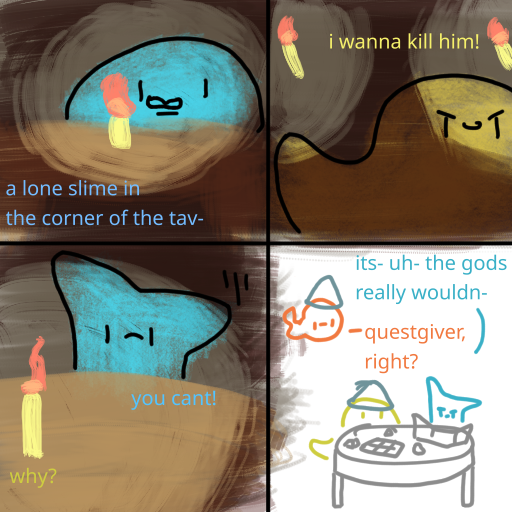 a lone slime in
the corner of the tav-
i wanna kill him!
you cant!
why?
its- uh- the gods
really wouldn-
-questgiver,
right?